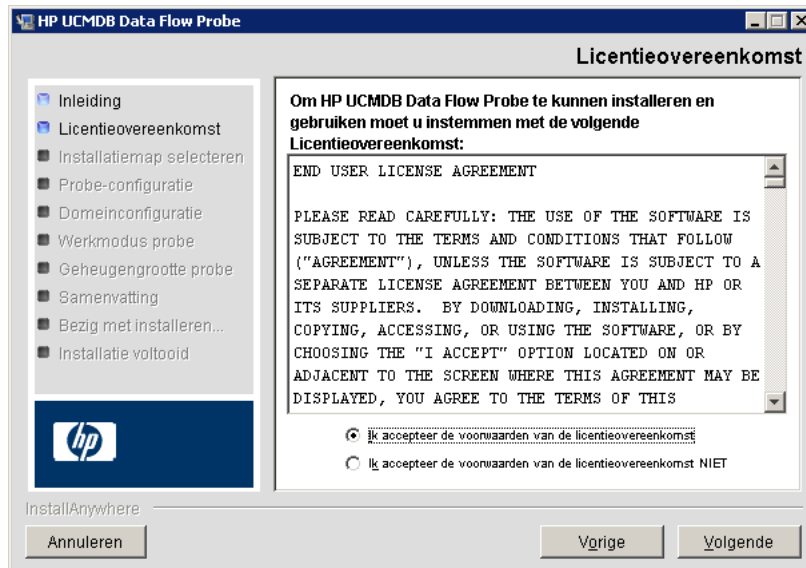 HP UCMDB Data Flow Probe
Licentieovereenkomst
Inleiding
Licentieovereenkomst
Installatiemap selecteren
Probe-configuratie
Domeinconfiguratie
Werkmodus probe
Geheugengrootte probe
Samenvatting
Bezig met installeren...
Installatie voltooid
hp
Om HP UCMDB Data Flow Probe te kunnen installeren en
gebruiken moet u instemmen met de volgende
Licentieovereenkomst:
END USER LICENSE AGREEMENT
PLEASE READ CAREFULLY: THE USE OF THE SOFTWARE IS
SUBJECT TO THE TERMS AND CONDITIONS THAT FOLLOW
("AGREEMENT"), UNLESS THE SOFTWARE IS SUBJECT TO A
SEPARATE LICENSE AGREEMENT BETWEEN YOU AND HP OR
ITS SUPPLIERS.  BY DOWNLOADING, INSTALLING,
COPYING, ACCESSING, OR USING THE SOFTWARE, OR BY
CHOOSING THE "I ACCEPT" OPTION LOCATED ON OR
ADJACENT TO THE SCREEN WHERE THIS AGREEMENT MAY BE
DISPLAYED, YOU AGREE TO THE TERMS OF THIS
Ik accepteer de voorwaarden van de licentieovereenkomst
Ik accepteer de voorwaarden van de licentieovereenkomst NIET
InstallAnywhere
Annuleren
Vorige
Volgende